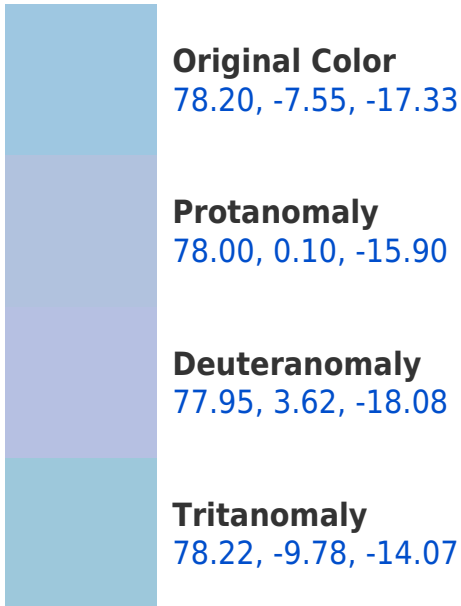 Original Color
78.20, -7.55, -17.33
Protanomaly
78.00, 0.10, -15.90
Deuteranomaly
77.95, 3.62, -18.08
Tritanomaly
78.22, -9.78, -14.07